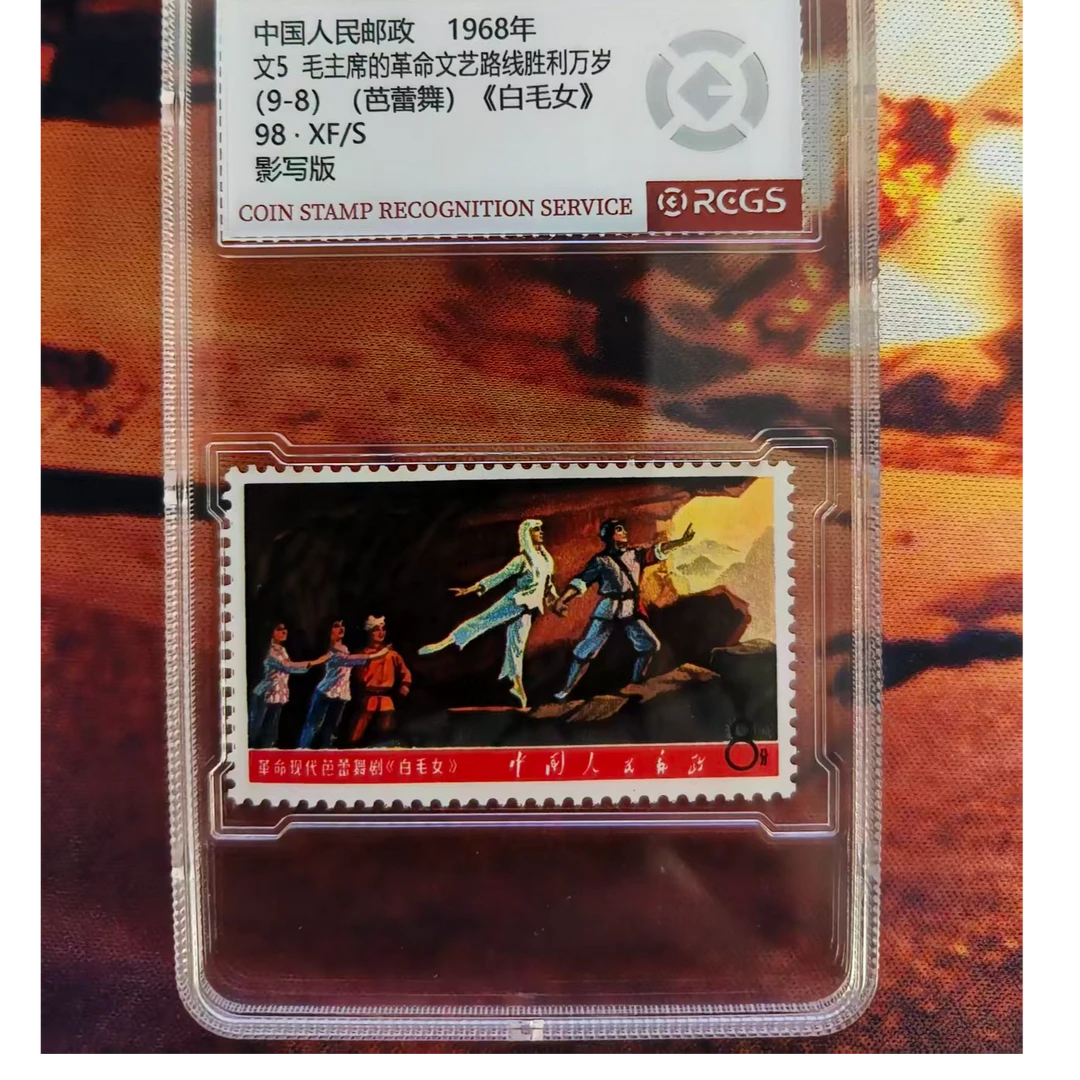 中国人民邮政 1968年
文5 毛主席的革命文艺路线胜利万岁
(9-8) (芭蕾舞)《白毛女》
98·XF/S
影写版
COIN STAMP RECOGNITION SERVICE RCGS
革命现代芭蕾舞剧《白毛女》 中国人民邮政 8分